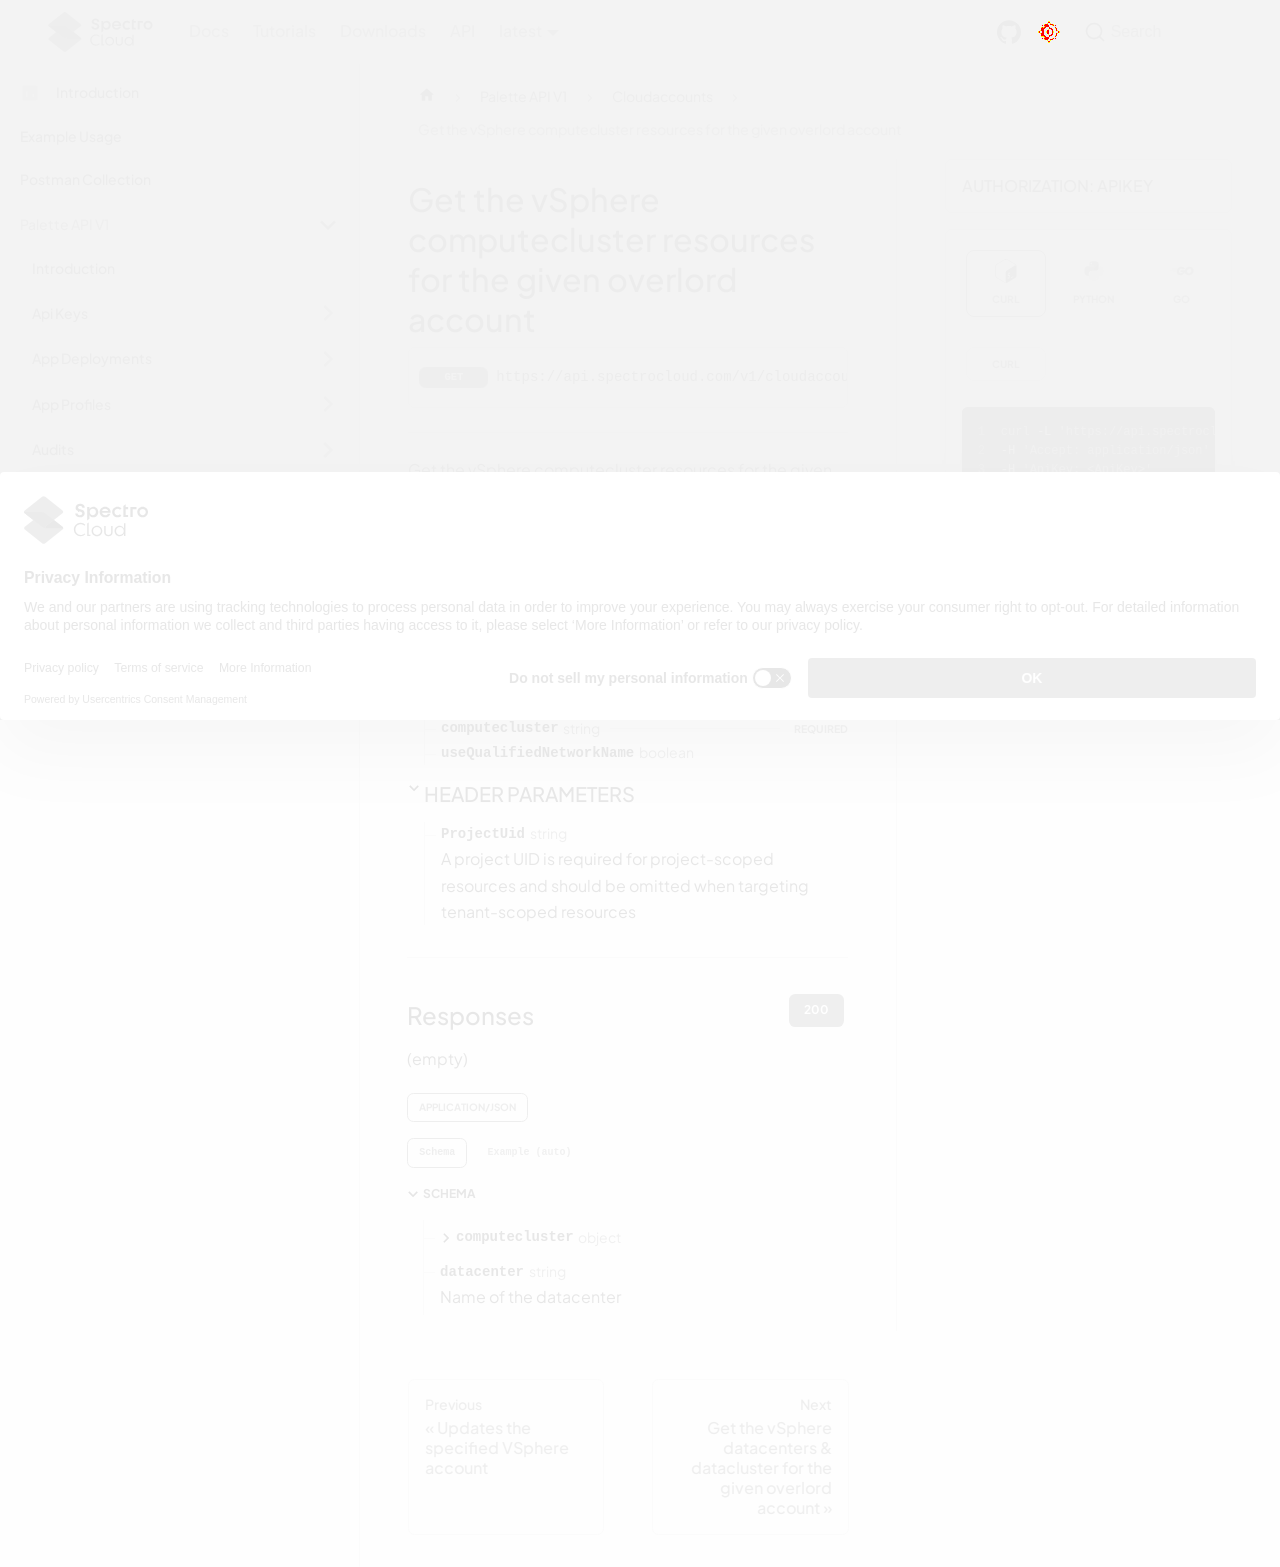 Spectro
Cloud
Docs Tutorials Downloads API latest
Search
Introduction
Palette API V1 Cloudaccounts
Get the vSphere computecluster resources for the given overlord account
Example Usage
Postman Collection
Palette API V1
Introduction
Api Keys
App Deployments
App Profiles
Audits
Get the vSphere
computecluster resources
for the given overlord
account
AUTHORIZATION: APIKEY
CURL PYTHON GO
CURL
GET https://api.spectrocloud.com/v1/cloudaccou
Get the vSphere computecluster resources for the given
Spectro
Cloud
Privacy Information
We and our partners are using tracking technologies to process personal data in order to improve your experience. You may always exercise your consumer right to opt-out. For detailed information
about personal information we collect and third parties having access to it, please select 'More Information' or refer to our privacy policy.
Privacy policy Terms of service More Information
Powered by Usercentrics Consent Management
Do not sell my personal information
OK
computecluster string REQUIRED
useQualifiedNetworkName boolean
HEADER PARAMETERS
ProjectUid string
A project UID is required for project-scoped
resources and should be omitted when targeting
tenant-scoped resources
Responses
200
(empty)
APPLICATION/JSON
Schema Example (auto)
SCHEMA
computecluster object
datacenter string
Name of the datacenter
Previous
« Updates the
specified VSphere
account
Next
Get the vSphere
datacenters &
datacluster for the
given overlord
account »